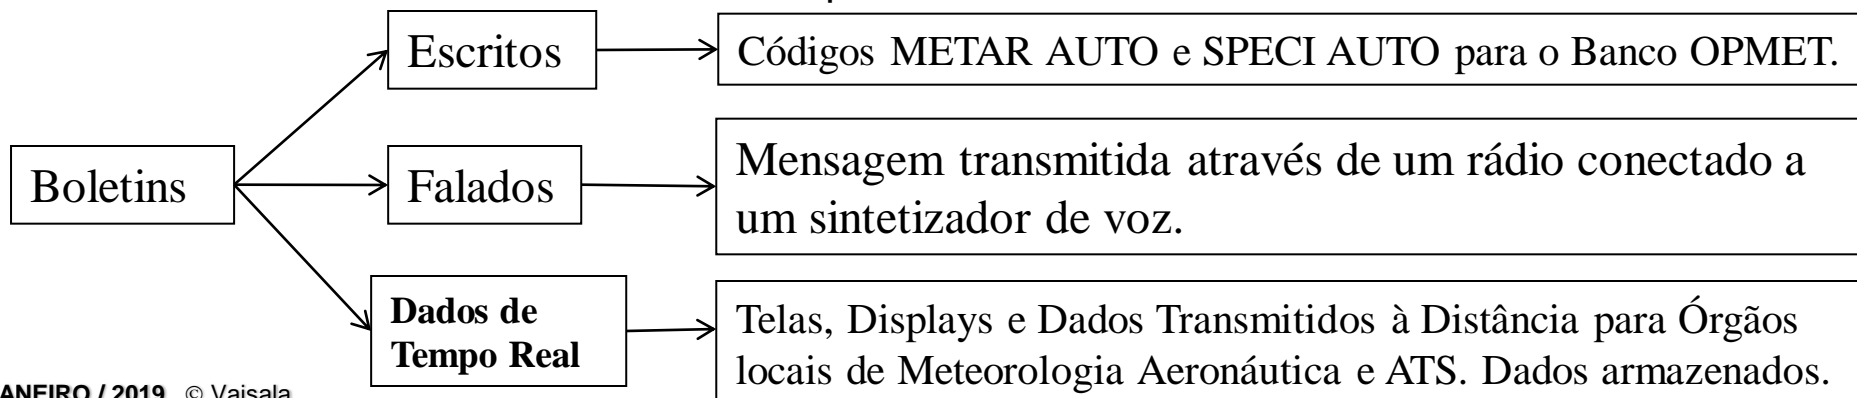 Escritos
Códigos METAR AUTO e SPECI AUTO para o Banco OPMET.
Boletins
Falados
Mensagem transmitida através de um rádio conectado a
um sintetizador de voz.
Dados de
Tempo Real
Telas, Displays e Dados Transmitidos à Distância para Órgãos
locais de Meteorologia Aeronáutica e ATS. Dados armazenados.
ANEIRO / 2019 © Vaisala